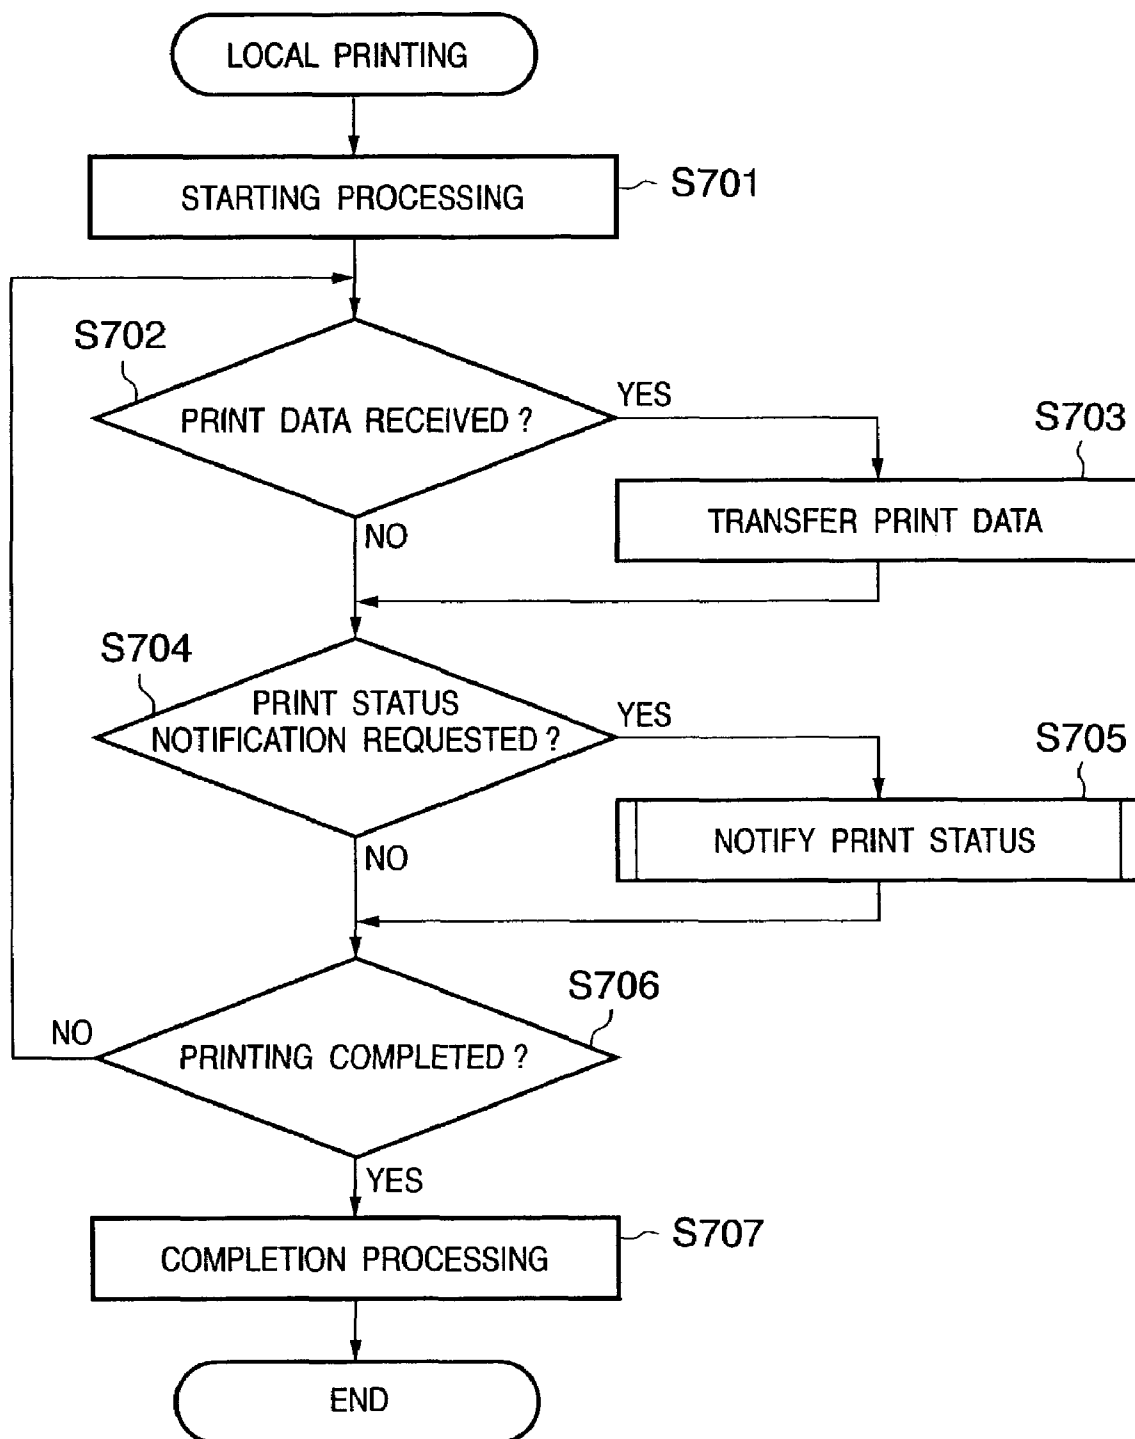 LOCAL PRINTING
STARTING PROCESSING
S701
S702
PRINT DATA RECEIVED ?
YES
S703
TRANSFER PRINT DATA
NO
S704
PRINT STATUS
NOTIFICATION REQUESTED ?
YES
S705
NOTIFY PRINT STATUS
NO
S706
NO
PRINTING COMPLETED ?
YES
S707
COMPLETION PROCESSING
END